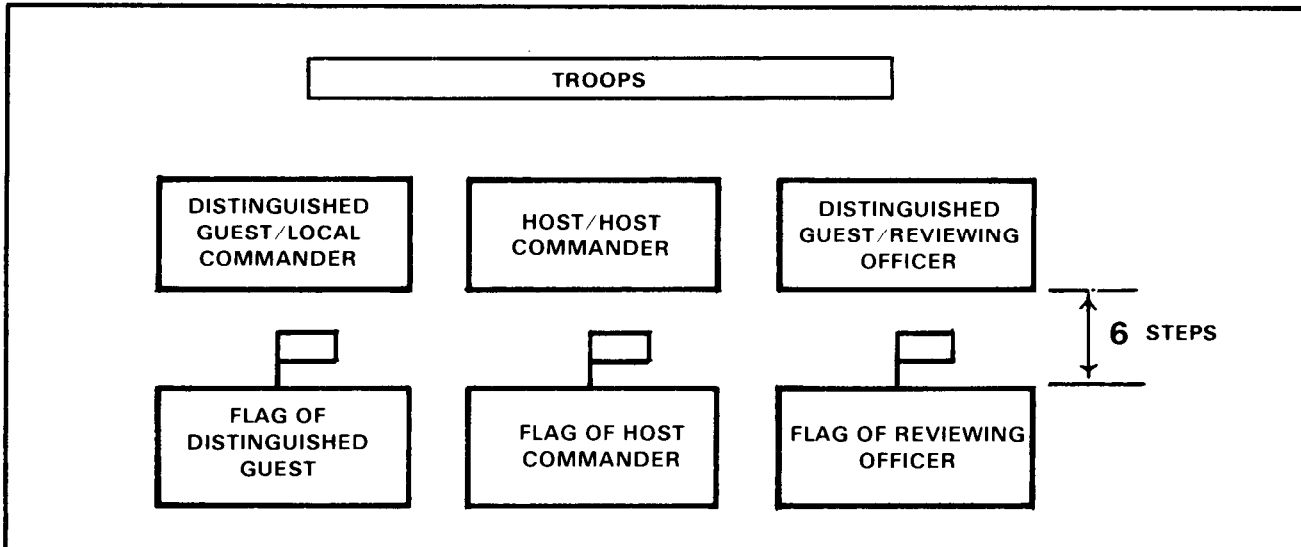 TROOPS
DISTINGUISHED
GUEST/LOCAL
COMMANDER
HOST/HOST
COMMANDER
DISTINGUISHED
GUEST/REVIEWING
OFFICER
6 STEPS
FLAG OF
DISTINGUISHED
GUEST
FLAG OF HOST
COMMANDER
FLAG OF REVIEWING
OFFICER